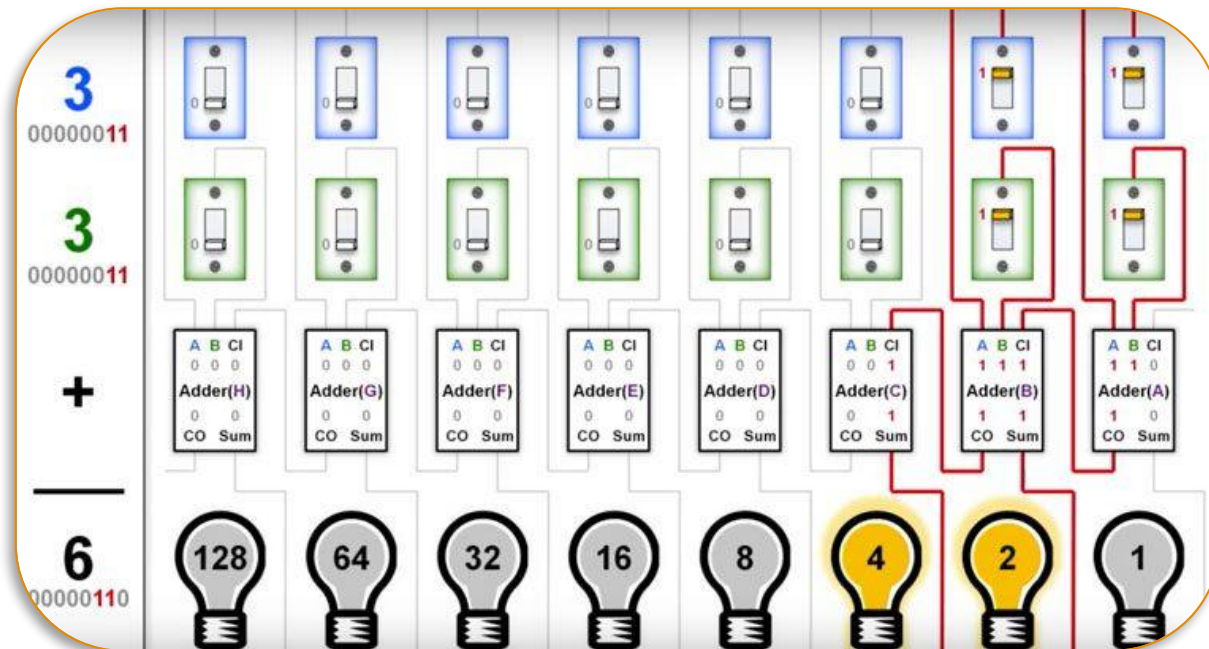 3
00000011
0 0 0 0 0 0 1 1
3
00000011
0 0 0 0 0 0 1 1
+
A B CI A B CI A B CI A B CI A B CI A B CI A B CI A B CI
0 0 0 0 0 0 0 0 0 0 0 0 0 0 0 0 0 1 1 1 1 1 1 0
Adder(H) Adder(G) Adder(F) Adder(E) Adder(D) Adder(C) Adder(B) Adder(A)
0 0 0 0 0 0 0 0 0 0 0 1 1 1 1 0
CO Sum CO Sum CO Sum CO Sum CO Sum CO Sum CO Sum CO Sum
6
00000110
128 64 32 16 8 4 2 1